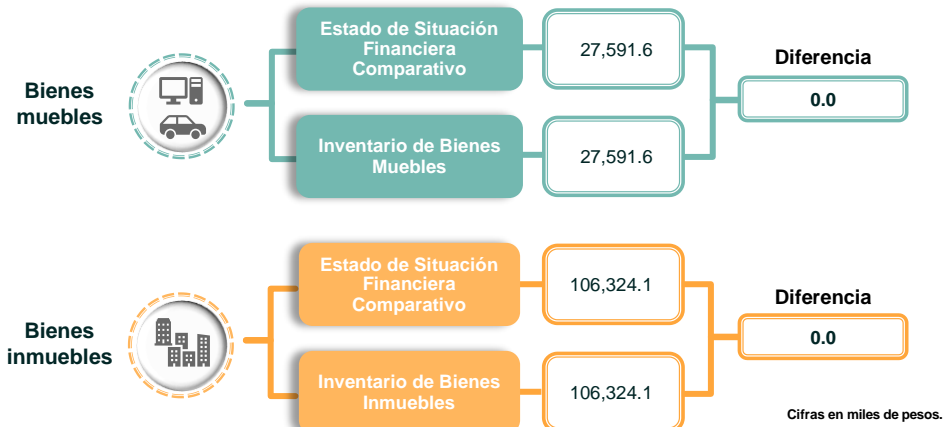 Bienes
muebles
Estado de Situación
Financiera
Comparativo
27,591.6
Inventario de Bienes
Muebles
27,591.6
Diferencia
0.0
Bienes
inmuebles
Estado de Situación
Financiera
Comparativo
106,324.1
Inventario de Bienes
Inmuebles
106,324.1
Diferencia
0.0
Cifras en miles de pesos.